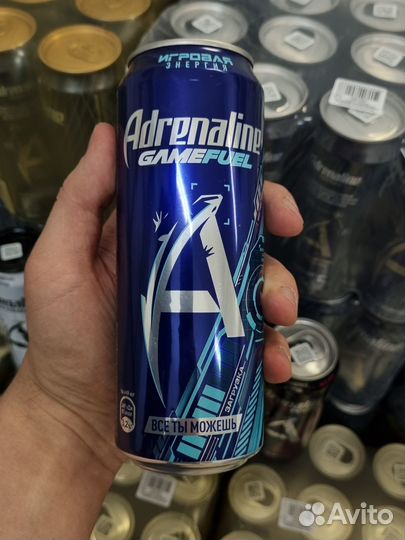 ИГРОВАЯ
ЭНЕРГИЯ
Adrenaline
GAMEFUEL
ЗАГРУЗКА...
ВСЕ ТЫ МОЖЕШЬ
Avito